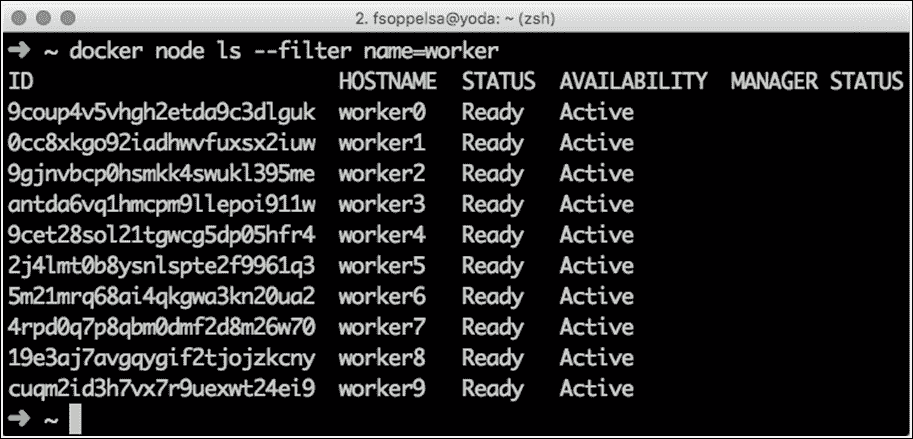 2. fsoppelsa@yoda: ~ (zsh)
➜ ~ docker node ls --filter name=worker
ID HOSTNAME STATUS AVAILABILITY MANAGER STATUS
9coup4v5vhgh2etda9c3dlguk worker0 Ready Active
0cc8xkgo92iadhwvfuxsx2iuw worker1 Ready Active
9gjnvbcp0hsmkk4swukl395me worker2 Ready Active
antda6vq1hmcpm9llepoi911w worker3 Ready Active
9cet28sol21tgwcg5dp05hfr4 worker4 Ready Active
2j4lmt0b8ysnlspte2f9961q3 worker5 Ready Active
5m21mrq68ai4qkgwa3kn20ua2 worker6 Ready Active
4rpd0q7p8qbm0dmf2d8m26w70 worker7 Ready Active
19e3aj7avgqygif2tjojzkcny worker8 Ready Active
cuqm2id3h7vx7r9uexwt24ei9 worker9 Ready Active
➜ ~